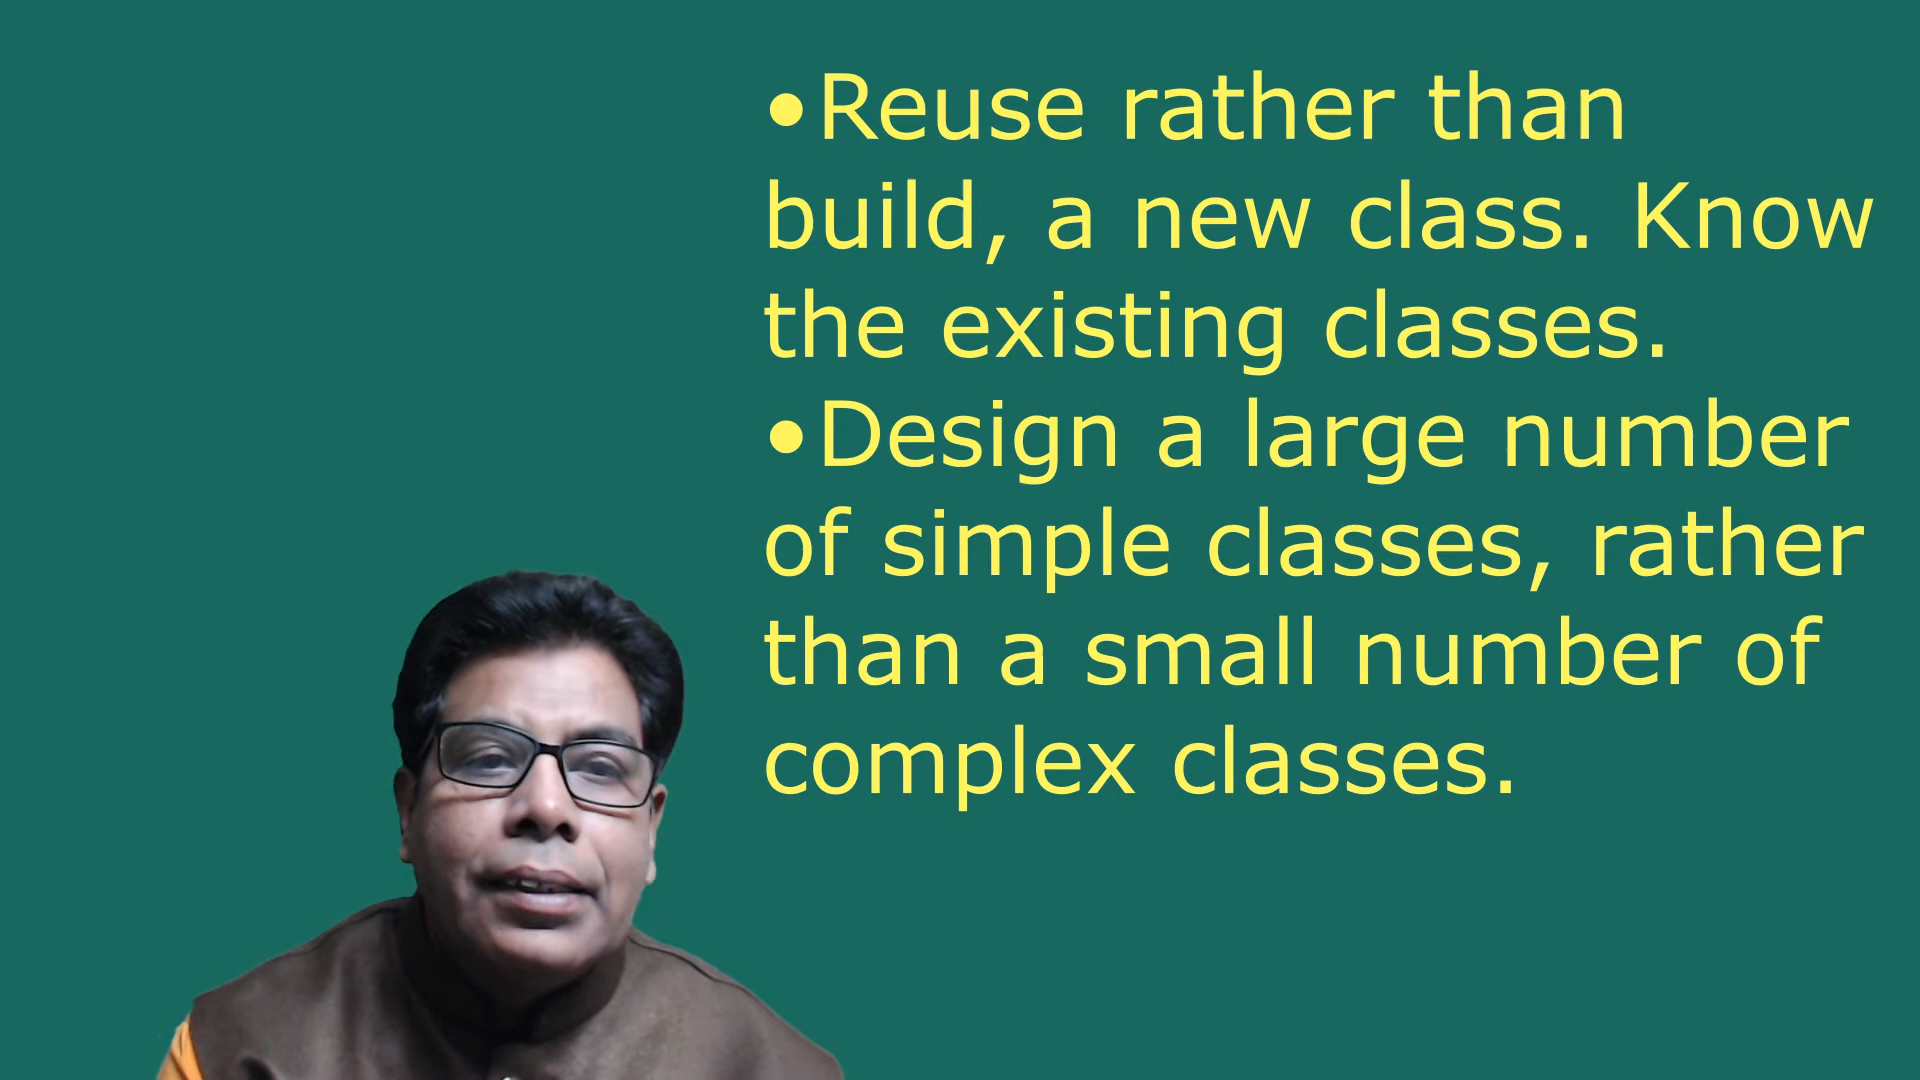 •Reuse rather than
build, a new class. Know
the existing classes.
•Design a large number
of simple classes, rather
than a small number of
complex classes.